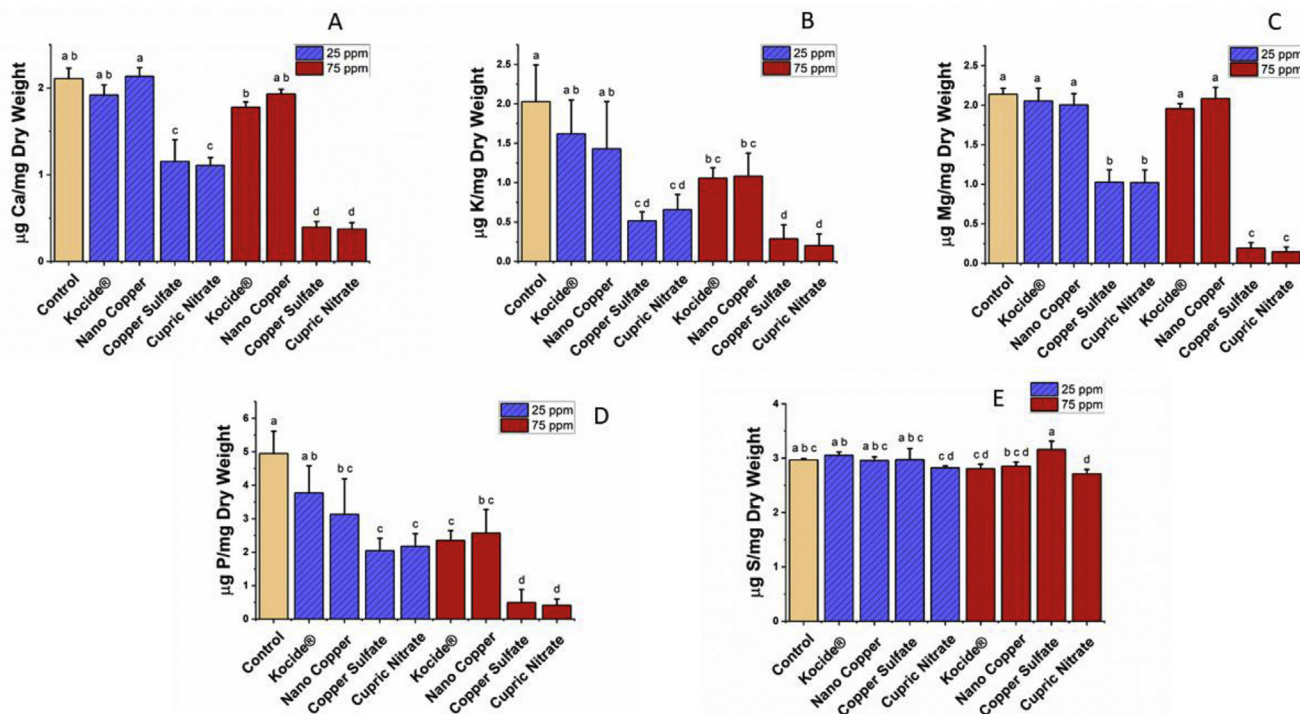 A
25 ppm
75 ppm
µg Ca/mg Dry Weight
2
1
0
a b
a b
a
c
c
b
a b
d
d
Control
Kocide®
Nano Copper
Copper Sulfate
Cupric Nitrate
Kocide®
Nano Copper
Copper Sulfate
Cupric Nitrate
B
25 ppm
75 ppm
µg K/mg Dry Weight
2.5
2.0
1.5
1.0
0.5
0.0
a
a b
a b
c d
c d
b c
b c
d
d
Control
Kocide®
Nano Copper
Copper Sulfate
Cupric Nitrate
Kocide®
Nano Copper
Copper Sulfate
Cupric Nitrate
C
25 ppm
75 ppm
µg Mg/mg Dry Weight
2.5
2.0
1.5
1.0
0.5
0.0
a
a
a
b
b
a
a
c
c
Control
Kocide®
Nano Copper
Copper Sulfate
Cupric Nitrate
Kocide®
Nano Copper
Copper Sulfate
Cupric Nitrate
D
25 ppm
75 ppm
µg P/mg Dry Weight
6
5
4
3
2
1
0
a
a b
b c
c
c
c
b c
d
d
Control
Kocide®
Nano Copper
Copper Sulfate
Cupric Nitrate
Kocide®
Nano Copper
Copper Sulfate
Cupric Nitrate
E
25 ppm
75 ppm
µg S/mg Dry Weight
4
3
2
1
0
a b c
a b
a b c
a b c
c d
c d
b c d
a
d
Control
Kocide®
Nano Copper
Copper Sulfate
Cupric Nitrate
Kocide®
Nano Copper
Copper Sulfate
Cupric Nitrate